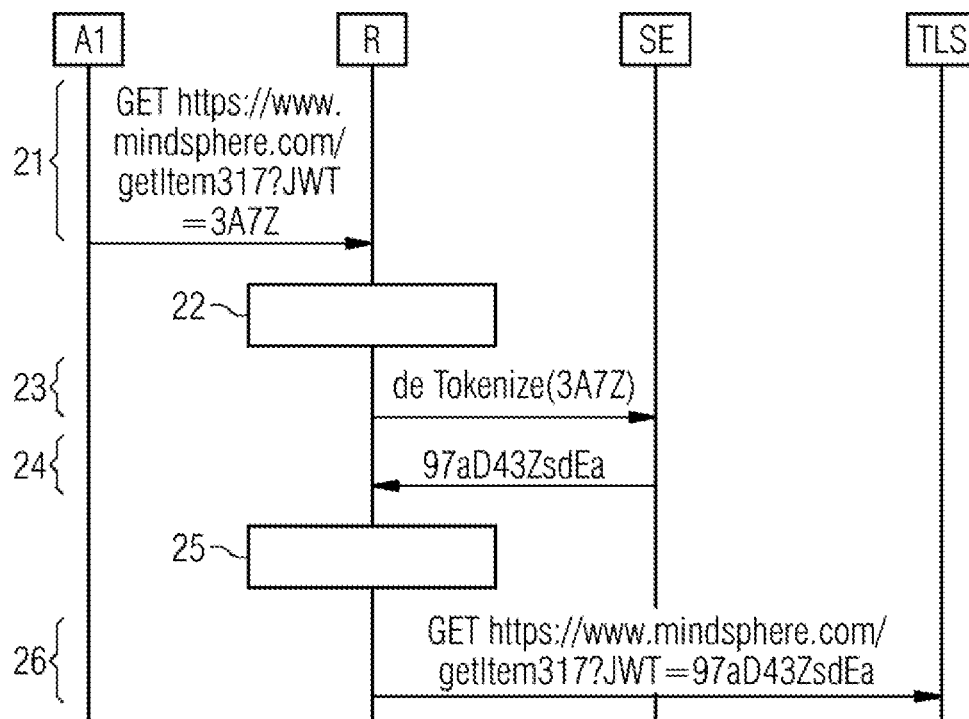 A1
R
SE
TLS
21
GET https://www.
mindsphere.com/
getItem317?JWT
=3A7Z
22
23
de Tokenize(3A7Z)
24
97aD43ZsdEa
25
26
GET https://www.mindsphere.com/
getItem317?JWT=97aD43ZsdEa